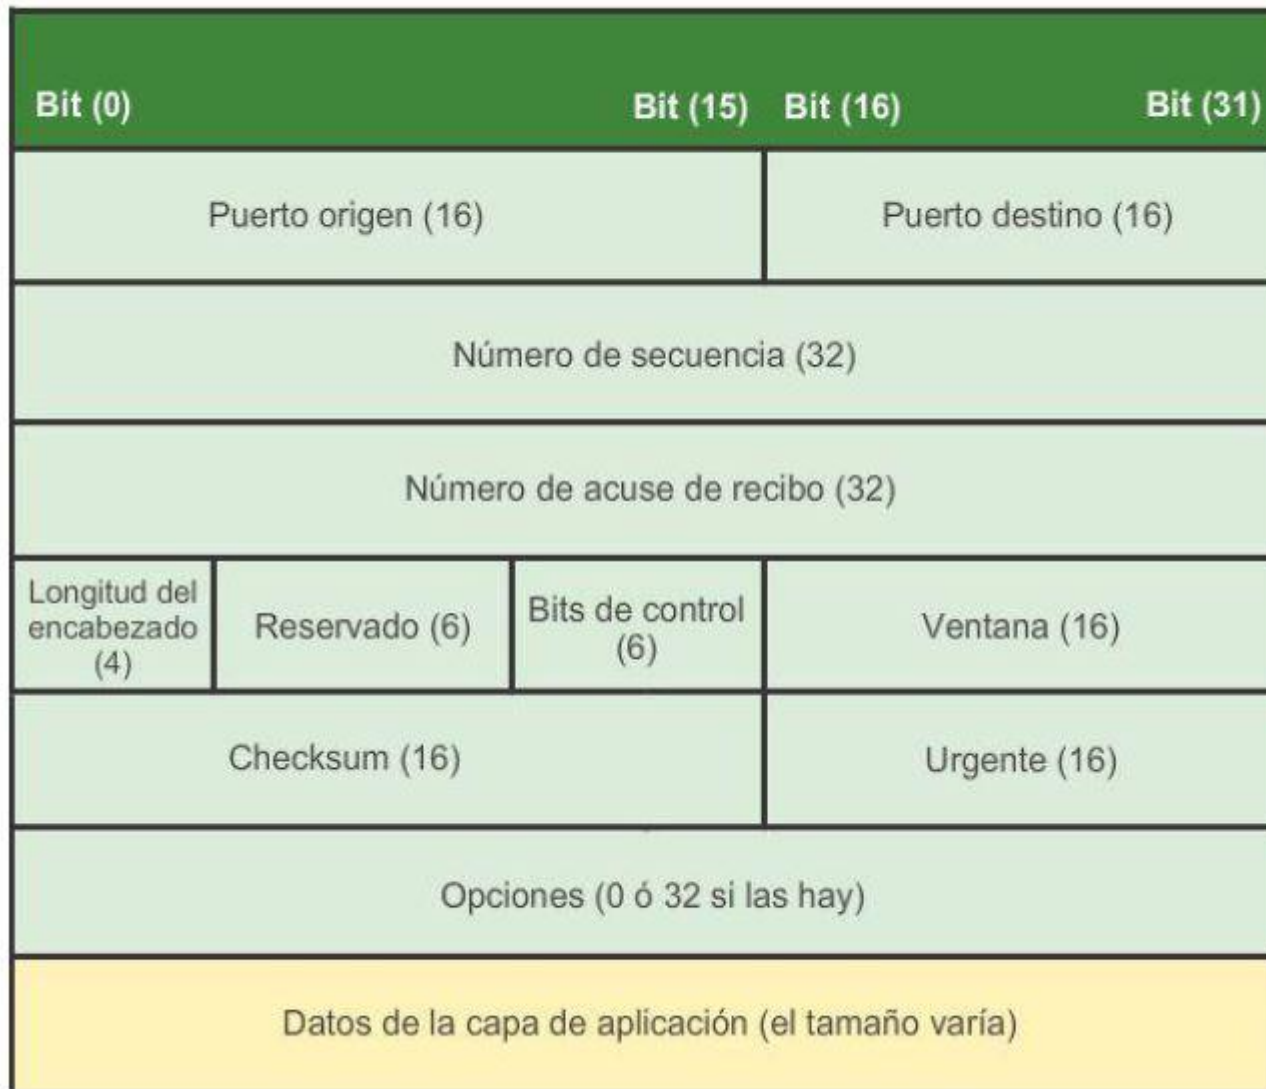 Bit (0) Bit (15) Bit (16) Bit (31)
Puerto origen (16) Puerto destino (16)
Número de secuencia (32)
Número de acuse de recibo (32)
Longitud del
encabezado
(4)
Reservado (6)
Bits de control
(6)
Ventana (16)
Checksum (16) Urgente (16)
Opciones (0 ó 32 si las hay)
Datos de la capa de aplicación (el tamaño varía)